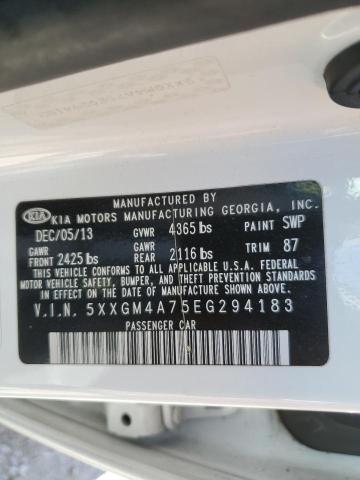 MANUFACTURED BY
KIA KIA MOTORS MANUFACTURING GEORGIA, INC.
DEC/05/13 GVWR 4365 lbs PAINT SWP
GAWR FRONT 2425 lbs GAWR REAR 2116 lbs TRIM 87
THIS VEHICLE CONFORMS TO ALL APPLICABLE U.S.A. FEDERAL
MOTOR VEHICLE SAFETY, BUMPER, AND THEFT PREVENTION
STANDARDS IN EFFECT ON THE
DATE OF MANUFACTURE SHOWN ABOVE.
V.I.N. 5XXGM4A75EG294183
PASSENGER CAR